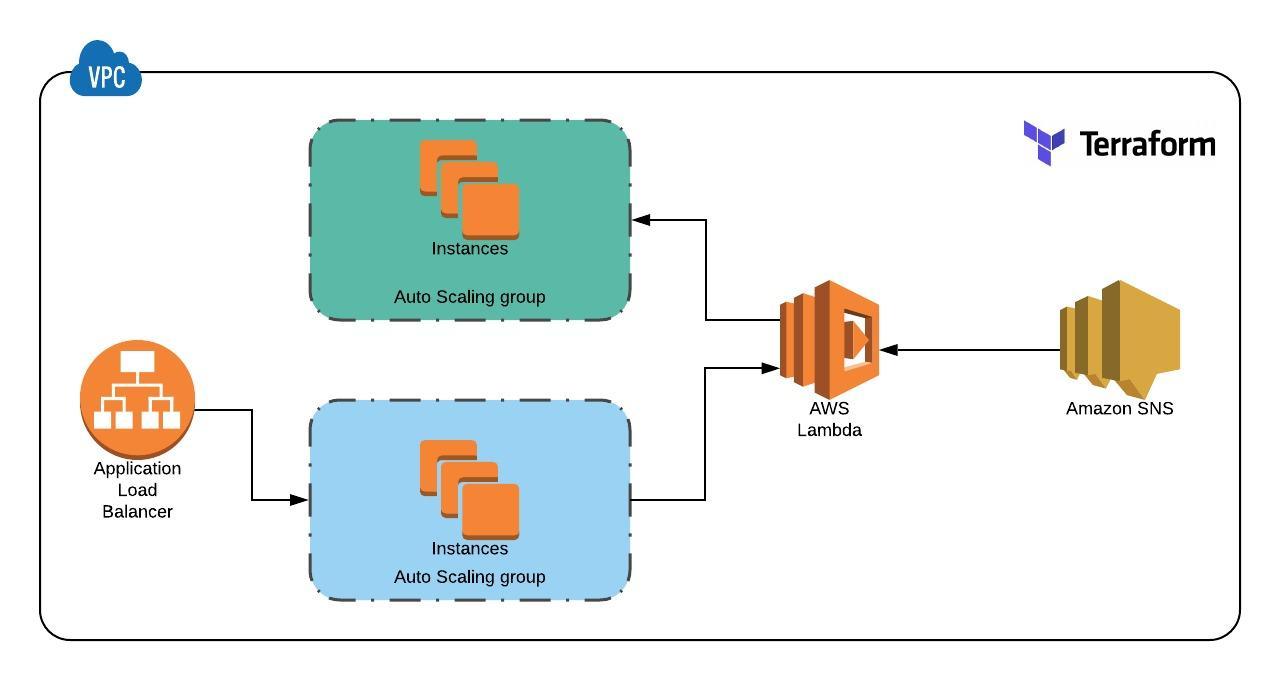 VPC
Terraform
Instances
Auto Scaling group
AWS
Lambda
Amazon SNS
Application
Load
Balancer
Instances
Auto Scaling group